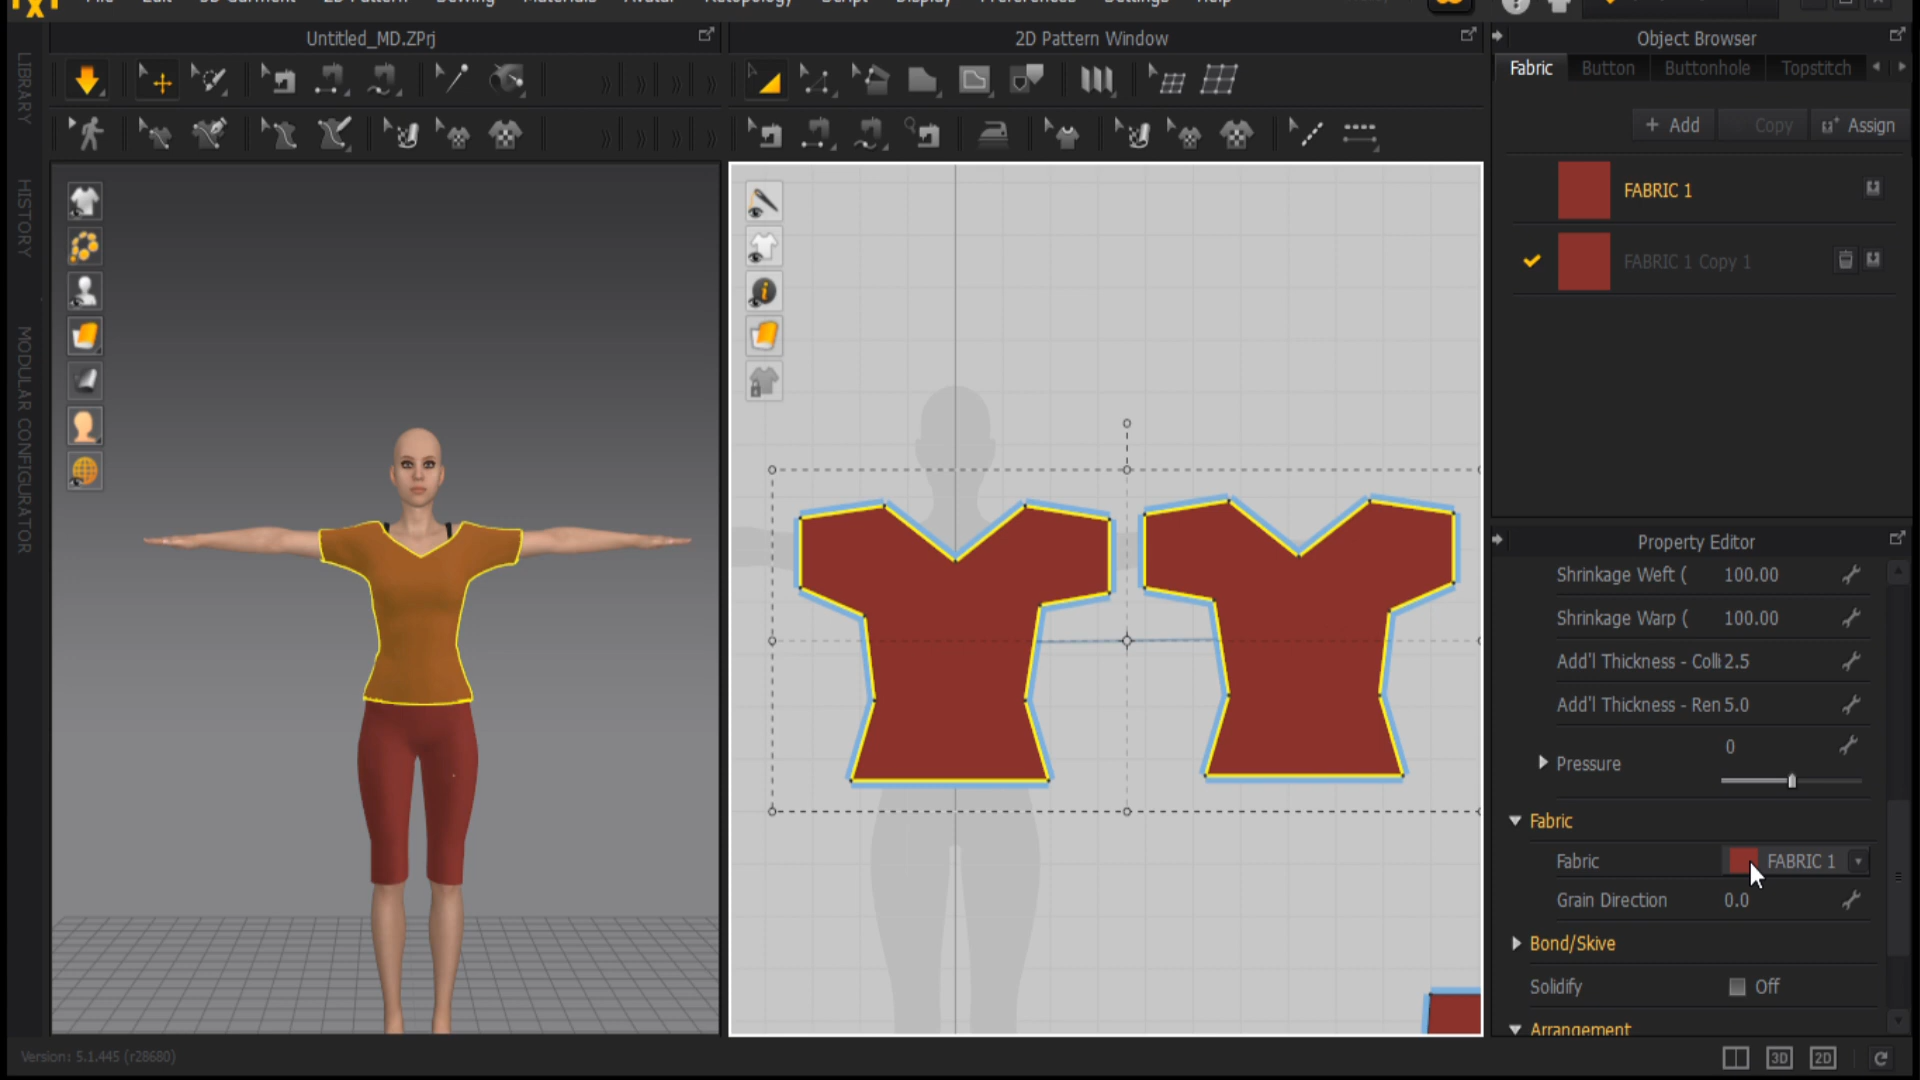 File Edit 3D Garment 2D Pattern Sewing Materials Avatar Retopology Script Display Preferences Settings Help
Untitled_MD.ZPrj
2D Pattern Window
Object Browser
Fabric Button Buttonhole Topstitch
+ Add Copy Assign
FABRIC 1
FABRIC 1 Copy 1
LIBRARY
HISTORY
MODULAR CONFIGURATOR
Property Editor
Shrinkage Weft ( 100.00
Shrinkage Warp ( 100.00
Add'l Thickness - Colli 2.5
Add'l Thickness - Ren 5.0
Pressure 0
Fabric
Fabric FABRIC 1
Grain Direction 0.0
Bond/Skive
Solidify Off
Arrangement
Version: 5.1.445 (r28680)
3D 2D